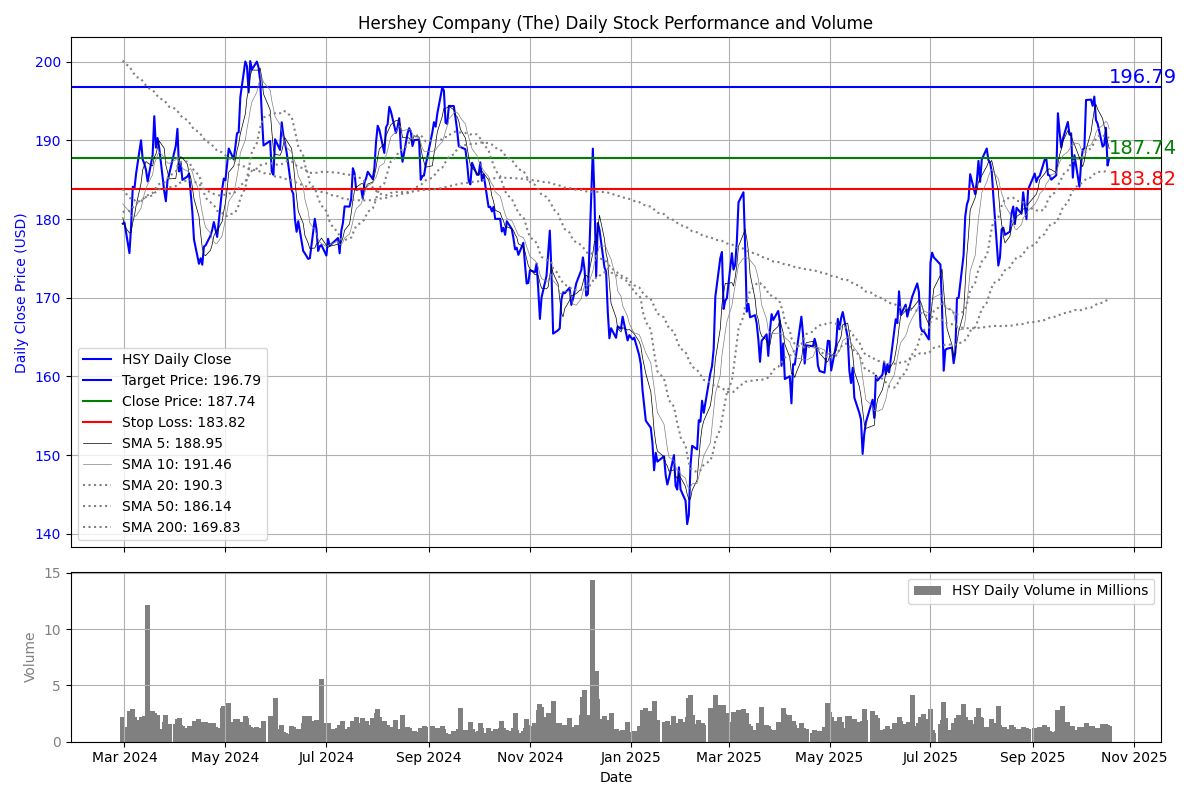 Hershey Company (The) Daily Stock Performance and Volume
200
190
180
170
160
150
140
Daily Close Price (USD)
196.79
187.74
183.82
HSY Daily Close
Target Price: 196.79
Close Price: 187.74
Stop Loss: 183.82
SMA 5: 188.95
SMA 10: 191.46
SMA 20: 190.3
SMA 50: 186.14
SMA 200: 169.83
15
10
5
0
Volume
HSY Daily Volume in Millions
Mar 2024 May 2024 Jul 2024 Sep 2024 Nov 2024 Jan 2025 Mar 2025 May 2025 Jul 2025 Sep 2025 Nov 2025
Date